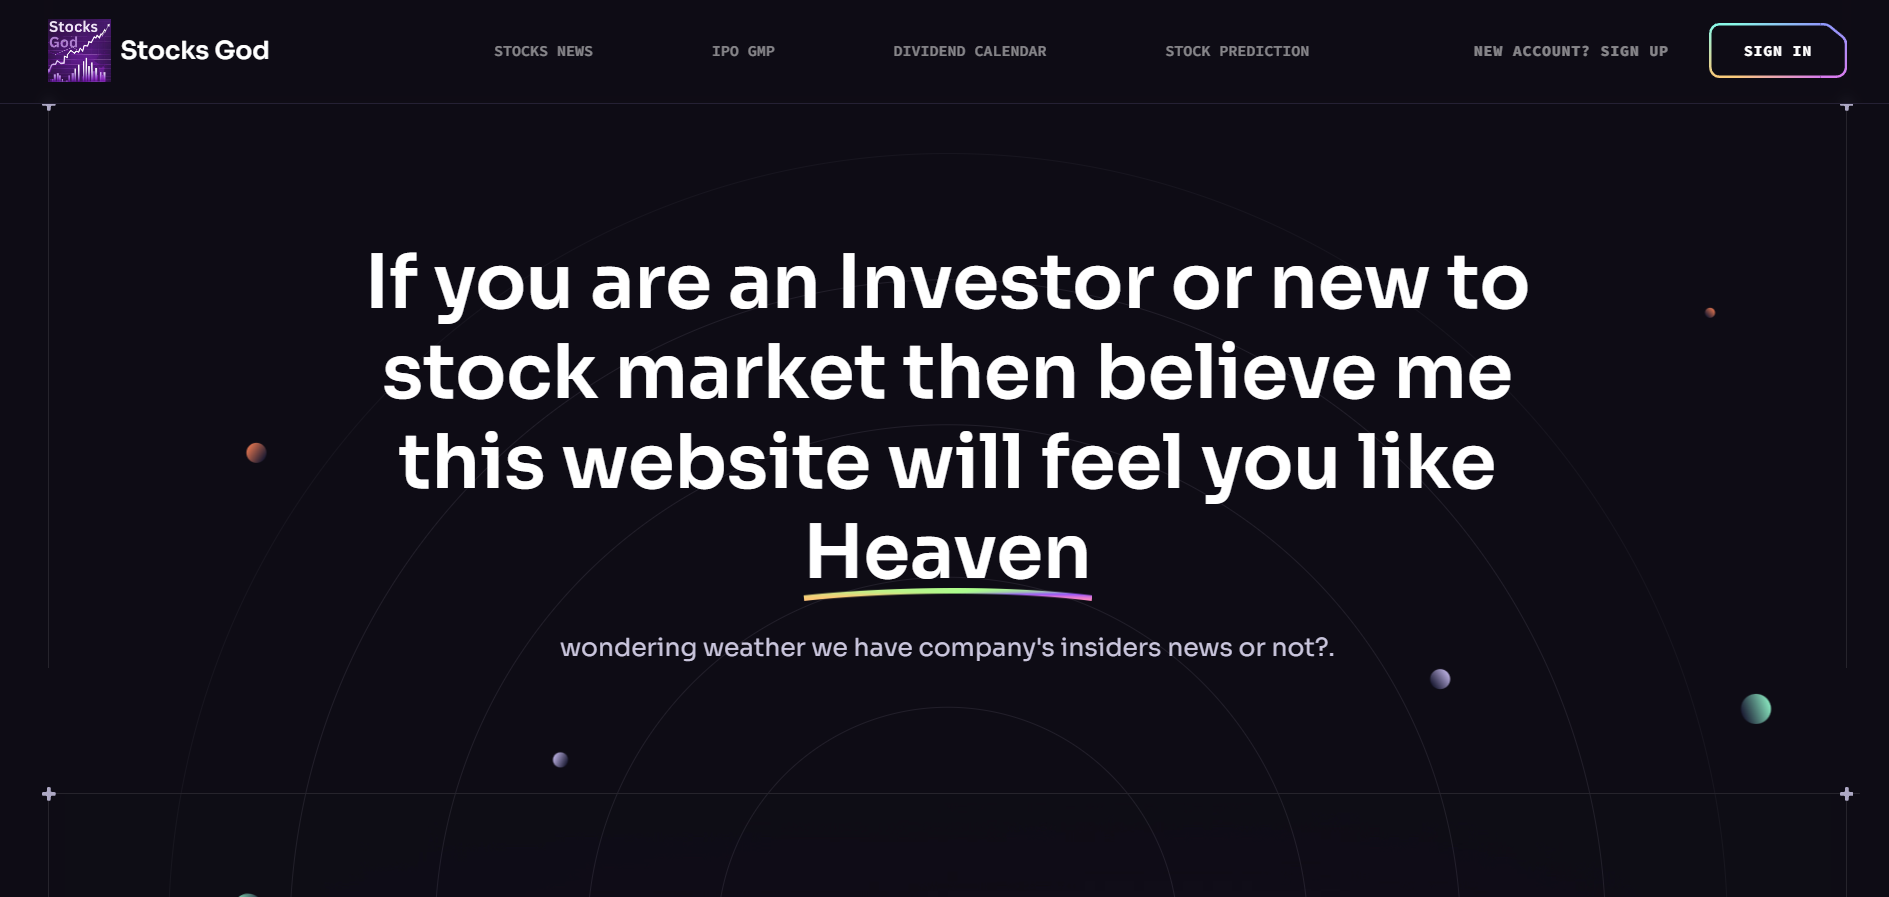 Stocks
God
Stocks God
STOCKS NEWS
IPO GMP
DIVIDEND CALENDAR
STOCK PREDICTION
NEW ACCOUNT? SIGN UP
SIGN IN
If you are an Investor or new to
stock market then believe me
this website will feel you like
Heaven
wondering weather we have company's insiders news or not?.